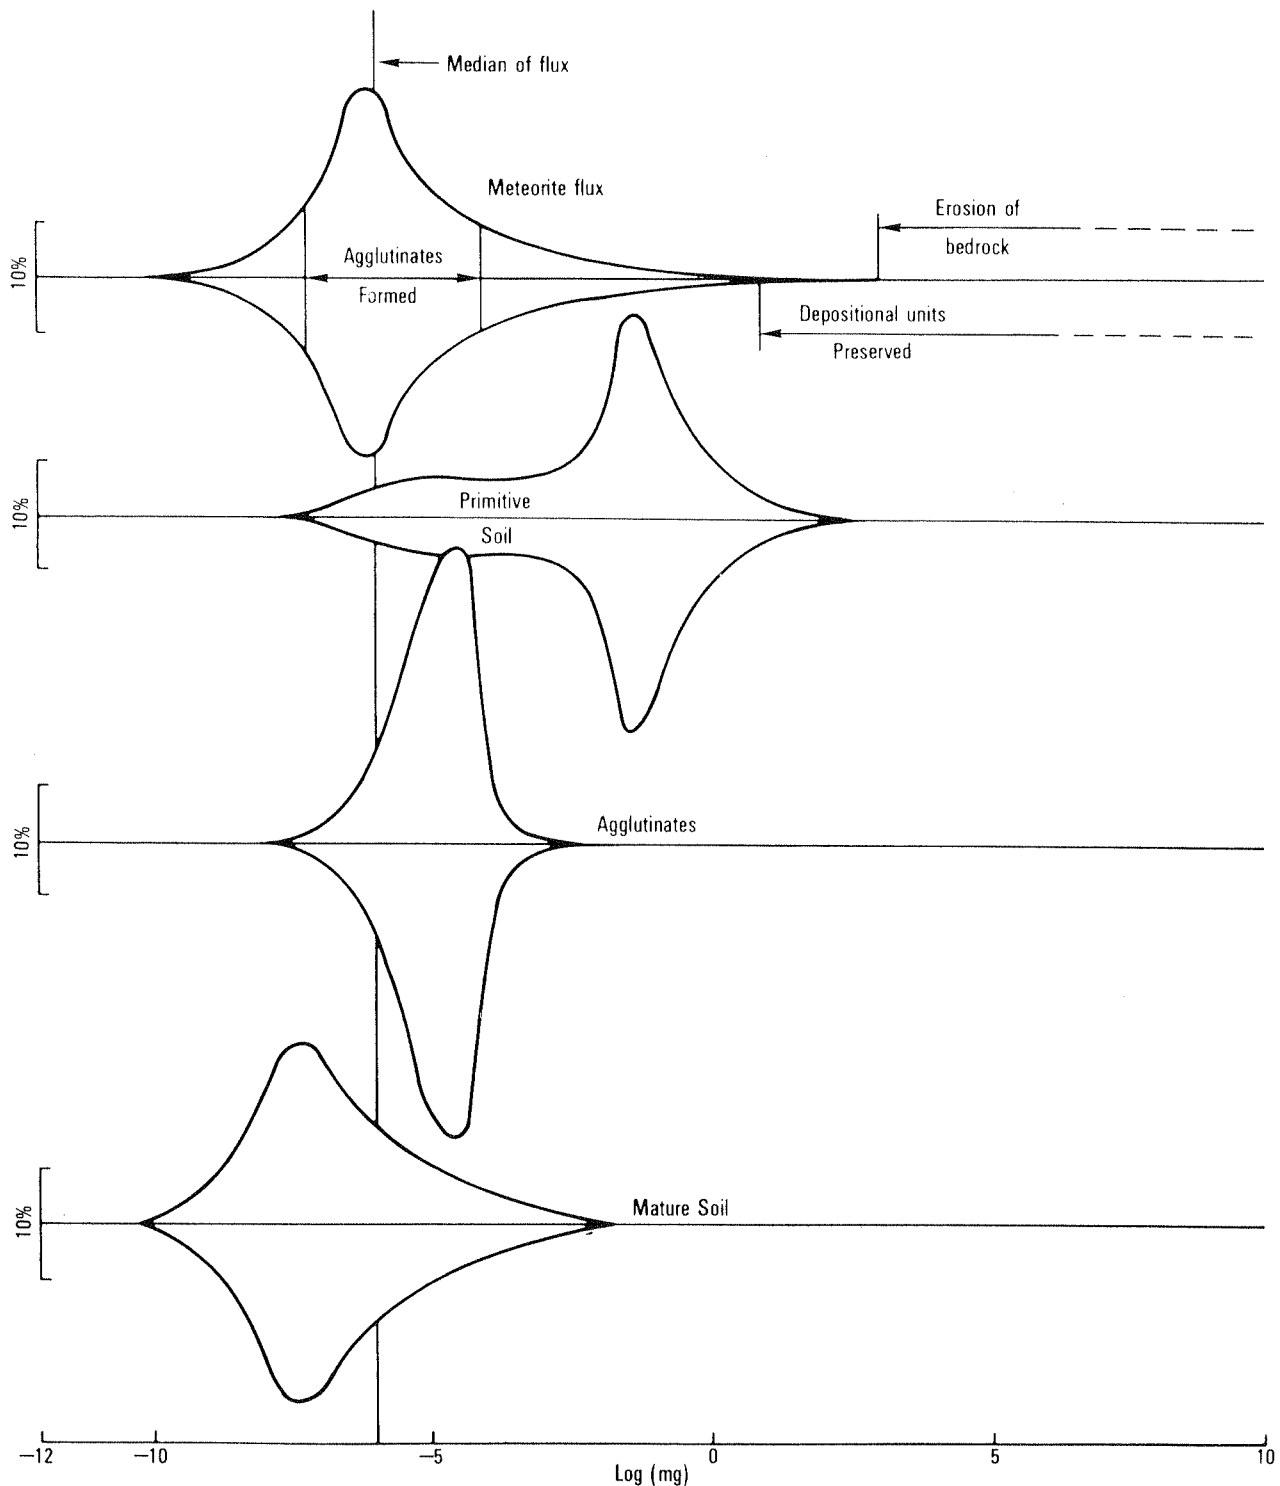 Median of flux
Meteorite flux
Erosion of
bedrock
Agglutinates
Formed
10%
Depositional units
Preserved
Primitive
Soil
10%
Agglutinates
10%
Mature Soil
10%
−12
−10
−5
0
5
10
Log (mg)